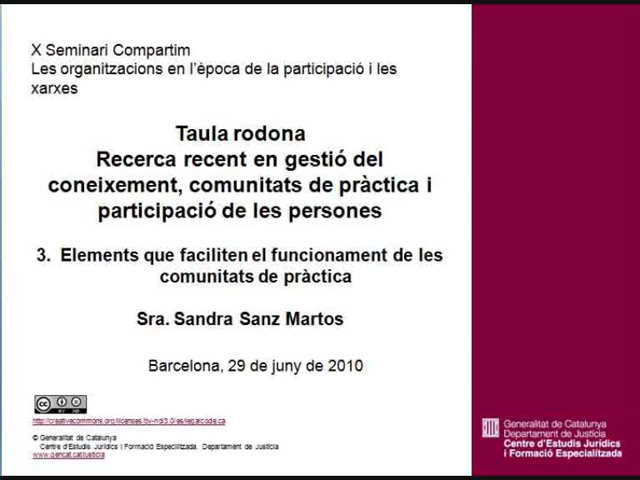 X Seminari Compartim
Les organitzacions en l'època de la participació i les
xarxes
Taula rodona
Recerca recent en gestió del
coneixement, comunitats de pràctica i
participació de les persones
3. Elements que faciliten el funcionament de les
comunitats de pràctica
Sra. Sandra Sanz Martos
Barcelona, 29 de juny de 2010
cc
BY ND
http://creativecommons.org/licenses/by-nd/3.0/es/legalcode.ca
© Generalitat de Catalunya
Centre d'Estudis Jurídics i Formació Especialitzada. Departament de Justícia
www.gencat.cat/justicia
Generalitat de Catalunya
Departament de Justícia
Centre d'Estudis Jurídics
i Formació Especialitzada